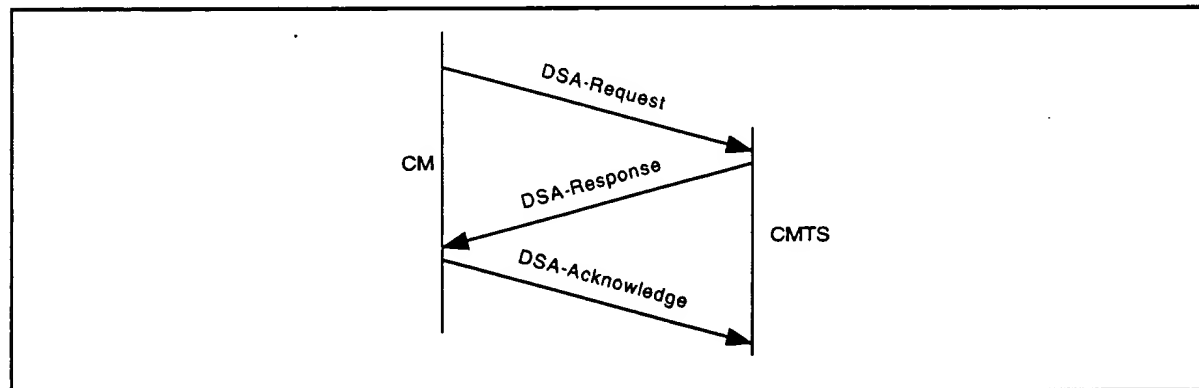 DSA-Request
CM
DSA-Response
CMTS
DSA-Acknowledge